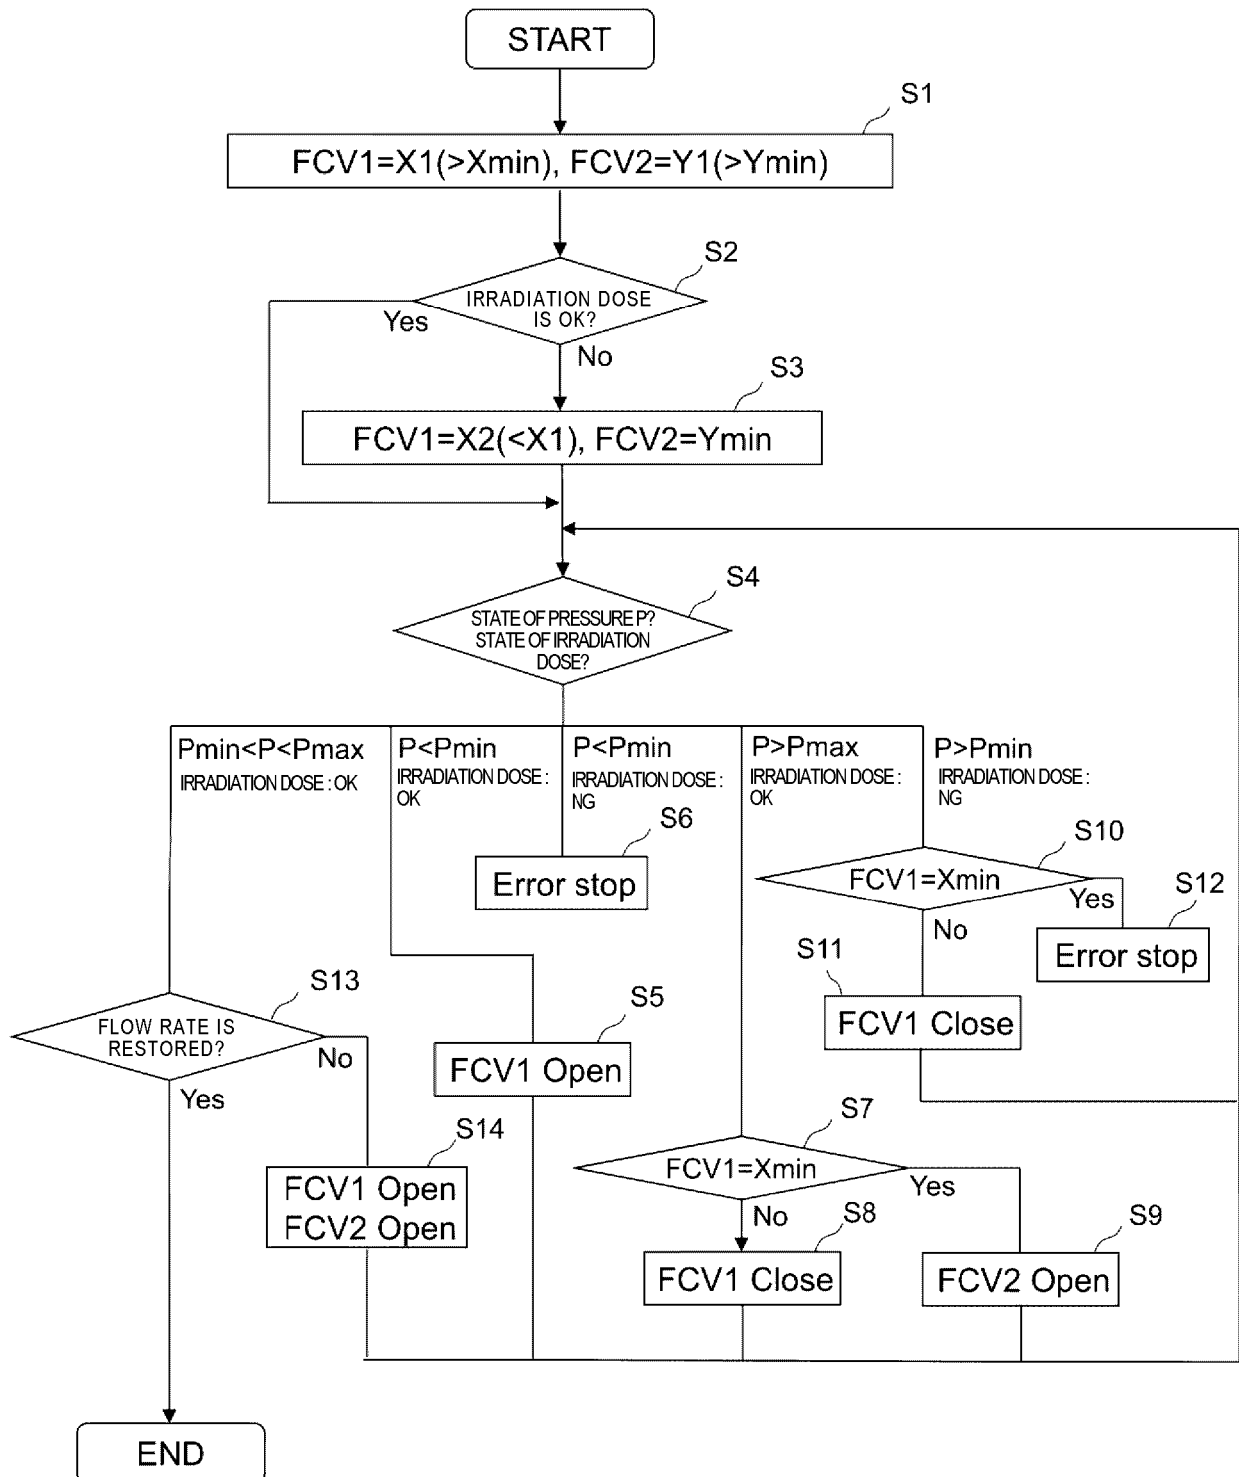 START
S1
FCV1=X1(>Xmin), FCV2=Y1(>Ymin)
S2
IRRADIATION DOSE
IS OK?
Yes
No
S3
FCV1=X2(<X1), FCV2=Ymin
S4
STATE OF PRESSURE P?
STATE OF IRRADIATION
DOSE?
Pmin<P<Pmax
IRRADIATION DOSE : OK
P<Pmin
IRRADIATION DOSE :
OK
P<Pmin
IRRADIATION DOSE :
NG
P>Pmax
IRRADIATION DOSE :
OK
P>Pmin
IRRADIATION DOSE :
NG
S6
Error stop
S10
FCV1=Xmin
Yes
No
S12
Error stop
S11
FCV1 Close
S13
FLOW RATE IS
RESTORED?
No
Yes
S5
FCV1 Open
S14
FCV1 Open
FCV2 Open
S7
FCV1=Xmin
Yes
No
S8
FCV1 Close
S9
FCV2 Open
END